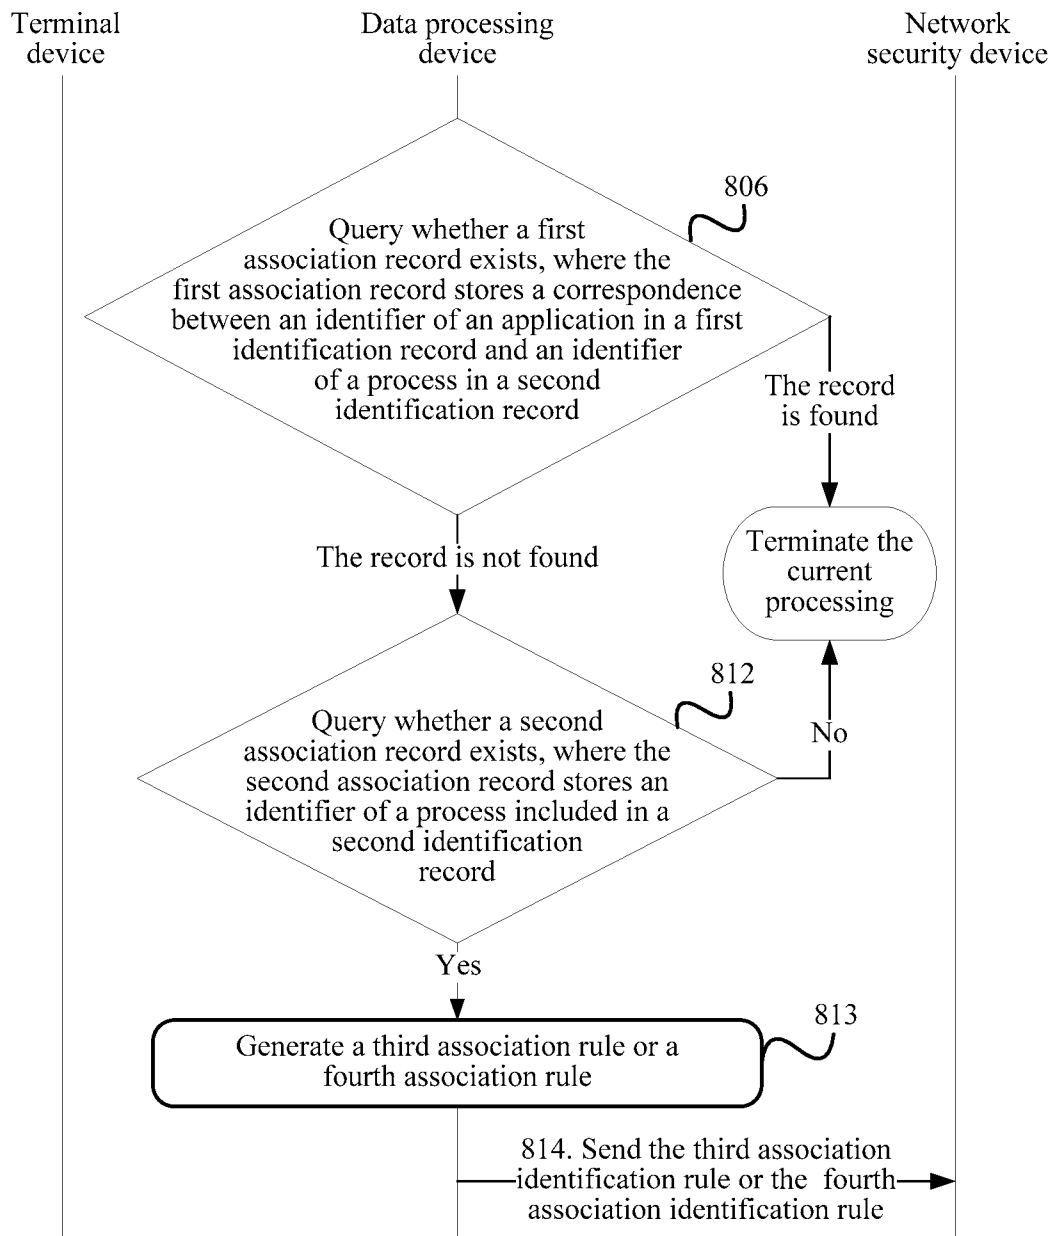 Terminal
device
Data processing
device
Network
security device
806
Query whether a first
association record exists, where the
first association record stores a correspondence
between an identifier of an application in a first
identification record and an identifier
of a process in a second
identification record
The record
is found
The record is not found
Terminate the
current
processing
812
Query whether a second
association record exists, where the
second association record stores an
identifier of a process included in a
second identification
record
No
Yes
813
Generate a third association rule or a
fourth association rule
814. Send the third association
identification rule or the fourth
association identification rule